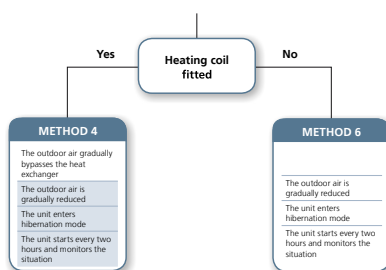 Yes
Heating coil
fitted
No
METHOD 4
The outdoor air gradually
bypasses the heat
exchanger
The outdoor air is
gradually reduced
The unit enters
hibernation mode
The unit starts every two
hours and monitors the
situation
METHOD 6
The outdoor air is
gradually reduced
The unit enters
hibernation mode
The unit starts every two
hours and monitors the
situation